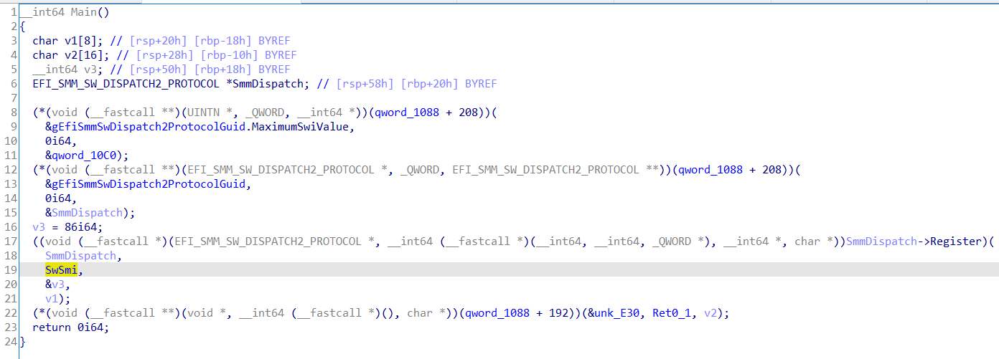 1 __int64 Main()
2 {
3 char v1[8]; // [rsp+20h] [rbp-18h] BYREF
4 char v2[16]; // [rsp+28h] [rbp-10h] BYREF
5 __int64 v3; // [rsp+50h] [rbp+18h] BYREF
6 EFI_SMM_SW_DISPATCH2_PROTOCOL *SmmDispatch; // [rsp+58h] [rbp+20h] BYREF
7
8 (*(void (__fastcall **)(UINTN *, _QWORD, __int64 *))(qword_1088 + 208))(
9 &gEfiSmmSwDispatch2ProtocolGuid.MaximumSwiValue,
10 0i64,
11 &qword_10C0);
12 (*(void (__fastcall **)(EFI_SMM_SW_DISPATCH2_PROTOCOL *, _QWORD, EFI_SMM_SW_DISPATCH2_PROTOCOL **))(qword_1088 + 208))(
13 &gEfiSmmSwDispatch2ProtocolGuid,
14 0i64,
15 &SmmDispatch);
16 v3 = 86i64;
17 ((void (__fastcall *)(EFI_SMM_SW_DISPATCH2_PROTOCOL *, __int64 (__fastcall *)(__int64, __int64, _QWORD *), __int64 *, char *))SmmDispatch->Register)(
18 SmmDispatch,
19 SwSmi,
20 &v3,
21 v1);
22 (*(void (__fastcall **)(void *, __int64 (__fastcall *)(), char *))(qword_1088 + 192))(&unk_E30, Ret0_1, v2);
23 return 0i64;
24 }